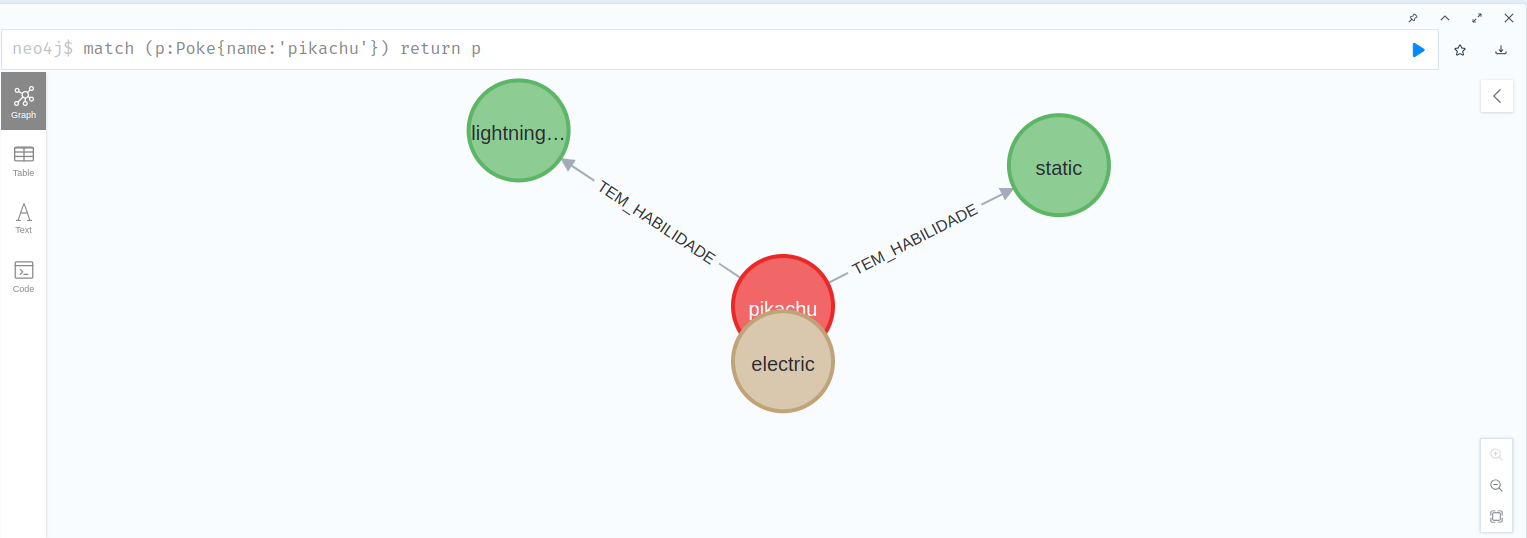 neo4j$ match (p:Poke{name:'pikachu'}) return p
Graph
Table
Text
Code
lightning...
static
TEM_HABILIDADE
TEM_HABILIDADE
pikachu
electric